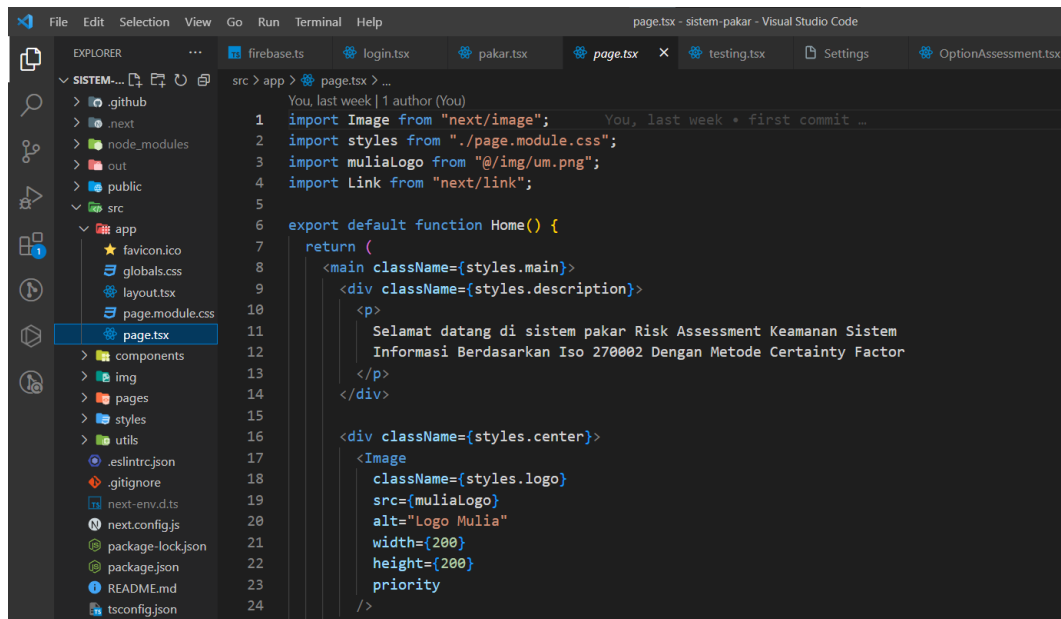 File Edit Selection View Go Run Terminal Help page.tsx - sistem-pakar - Visual Studio Code
EXPLORER ...
firebase.ts login.tsx pakar.tsx page.tsx testing.tsx Settings OptionAssessment.tsx
SISTEM-...
.github
.next
node_modules
out
public
src
app
favicon.ico
globals.css
layout.tsx
page.module.css
page.tsx
components
img
pages
styles
utils
.eslintrc.json
.gitignore
next-env.d.ts
next.config.js
package-lock.json
package.json
README.md
tsconfig.json
1
src > app > page.tsx > ...
You, last week | 1 author (You)
1 import Image from "next/image"; You, last week • first commit …
2 import styles from "./page.module.css";
3 import muliaLogo from "@/img/um.png";
4 import Link from "next/link";
5
6 export default function Home() {
7 return (
8 <main className={styles.main}>
9 <div className={styles.description}>
10 <p>
11 Selamat datang di sistem pakar Risk Assessment Keamanan Sistem
12 Informasi Berdasarkan Iso 270002 Dengan Metode Certainty Factor
13 </p>
14 </div>
15
16 <div className={styles.center}>
17 <Image
18 className={styles.logo}
19 src={muliaLogo}
20 alt="Logo Mulia"
21 width={200}
22 height={200}
23 priority
24 />